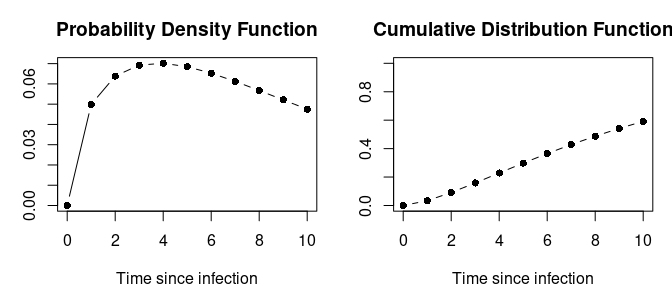 Probability Density Function
0.00 0.03 0.06
0 2 4 6 8 10
Time since infection
Cumulative Distribution Function
0.0 0.4 0.8
0 2 4 6 8 10
Time since infection